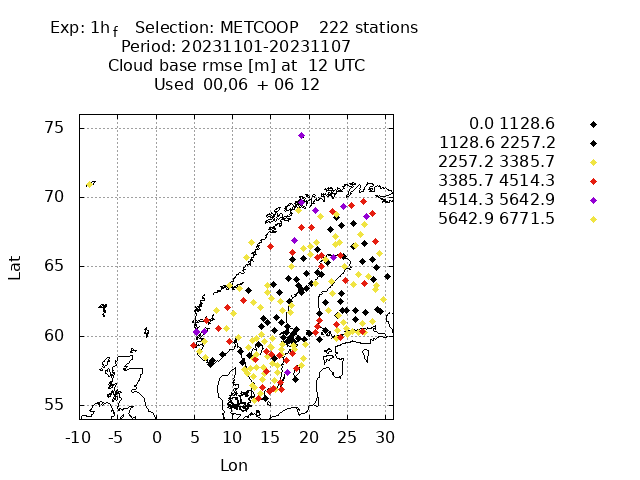 Exp: 1h f Selection: METCOOP 222 stations
Period: 20231101-20231107
Cloud base rmse [m] at 12 UTC
Used 00,06 + 06 12
0.0 1128.6
1128.6 2257.2
2257.2 3385.7
3385.7 4514.3
4514.3 5642.9
5642.9 6771.5
75
70
65
60
55
Lat
-10 -5 0 5 10 15 20 25 30
Lon